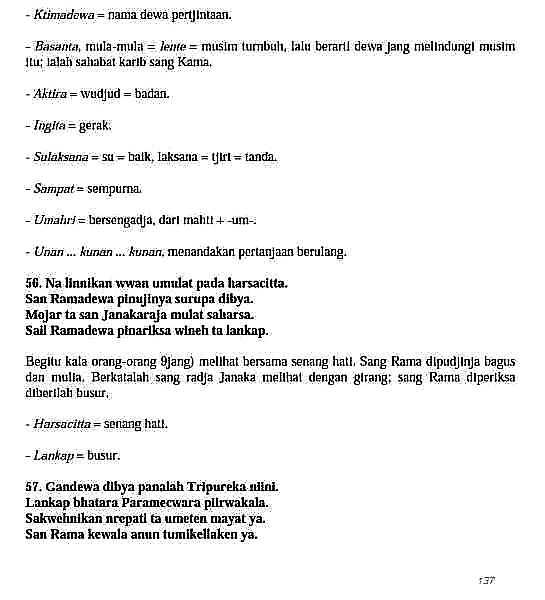 - Ktimadewa = nama dewa pertjintaan.
- Basanta, mula-mula = lente = musim tumbuh, lalu berarti dewa jang melindungi musim
itu; ialah sahabat karib sang Kama.
- Aktira = wudjud = badan.
- Ingita = gerak.
- Sulaksana = su = baik, laksana = tjiri = tanda.
- Sampat = sempurna.
- Umahri = bersengadja, dari mahti + -um-.
- Unan ... kunan ... kunan, menandakan pertanjaan berulang.
56. Na linnikan wwan umulat pada harsacitta.
San Ramadewa pinujinya surupa dibya.
Mojar ta san Janakaraja mulat saharsa.
Sail Ramadewa pinariksa wineh ta lankap.
Begitu kala orang-orang 9jang) melihat bersama senang hati. Sang Rama dipudjinja bagus
dan mulia. Berkatalah sang radja Janaka melihat dengan girang; sang Rama diperiksa
diberilah busur.
- Harsacitta = senang hati.
- Lankap = busur.
57. Gandewa dibya panalah Tripureka niini.
Lankap bhatara Paramecwara piirwakala.
Sakwehnikan nrepati ta umeten mayat ya.
San Rama kewala anun tumikellaken ya.
137